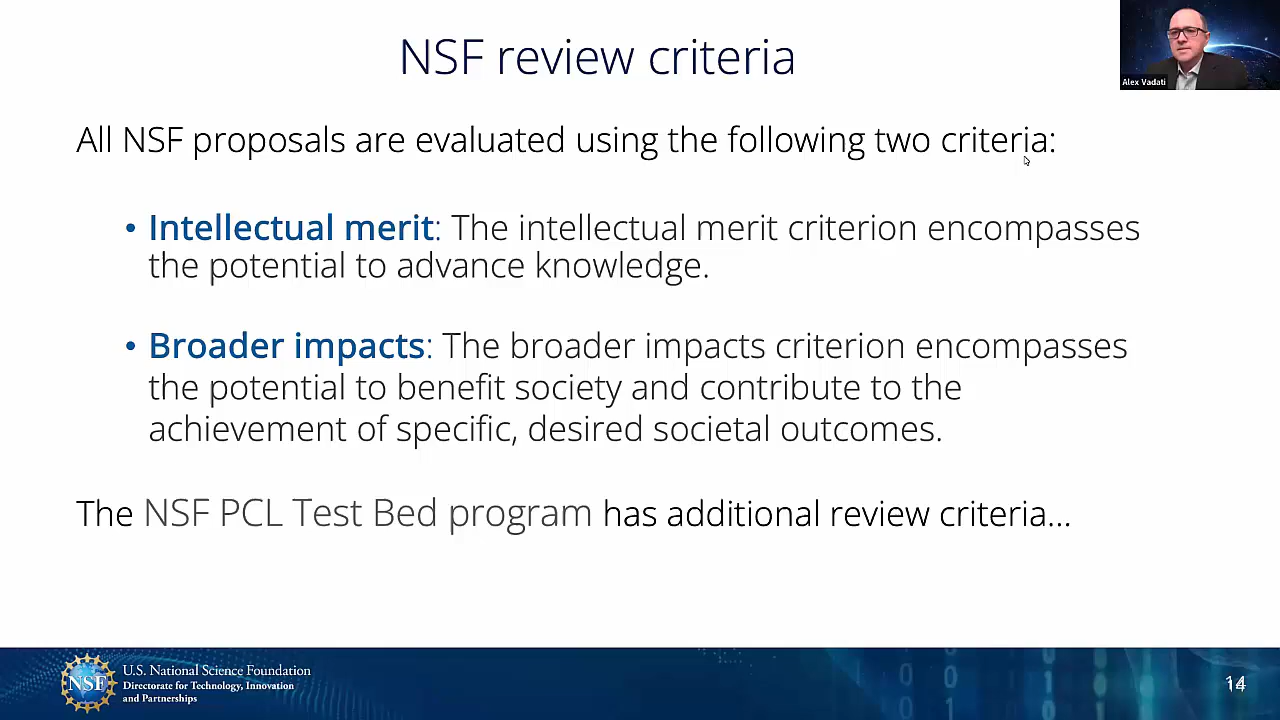 NSF review criteria
Alex Vadati
All NSF proposals are evaluated using the following two criteria:
• Intellectual merit: The intellectual merit criterion encompasses
the potential to advance knowledge.
• Broader impacts: The broader impacts criterion encompasses
the potential to benefit society and contribute to the
achievement of specific, desired societal outcomes.
The NSF PCL Test Bed program has additional review criteria...
NSF
U.S. National Science Foundation
Directorate for Technology, Innovation
and Partnerships
14